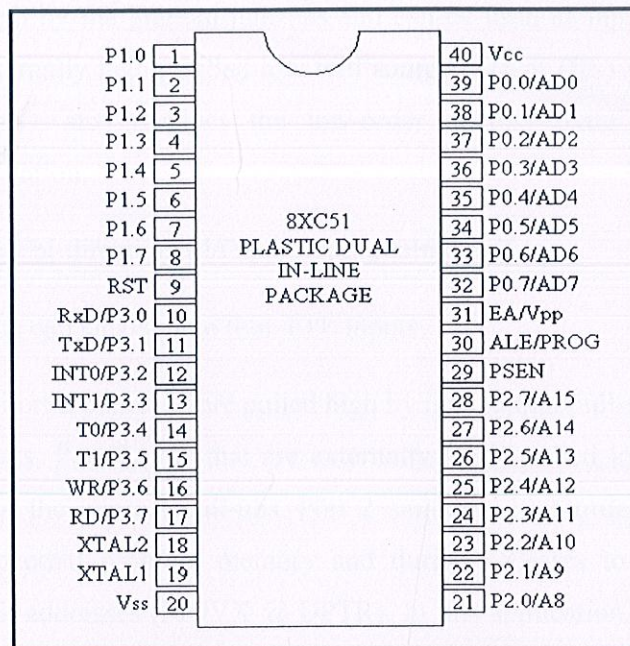 P1.0 1
P1.1 2
P1.2 3
P1.3 4
P1.4 5
P1.5 6
P1.6 7
P1.7 8
RST 9
RxD/P3.0 10
TxD/P3.1 11
INT0/P3.2 12
INT1/P3.3 13
T0/P3.4 14
T1/P3.5 15
WR/P3.6 16
RD/P3.7 17
XTAL2 18
XTAL1 19
Vss 20
8XC51
PLASTIC DUAL
IN-LINE
PACKAGE
40 Vcc
39 P0.0/AD0
38 P0.1/AD1
37 P0.2/AD2
36 P0.3/AD3
35 P0.4/AD4
34 P0.5/AD5
33 P0.6/AD6
32 P0.7/AD7
31 EA/Vpp
30 ALE/PROG
29 PSEN
28 P2.7/A15
27 P2.6/A14
26 P2.5/A13
25 P2.4/A12
24 P2.3/A11
23 P2.2/A10
22 P2.1/A9
21 P2.0/A8